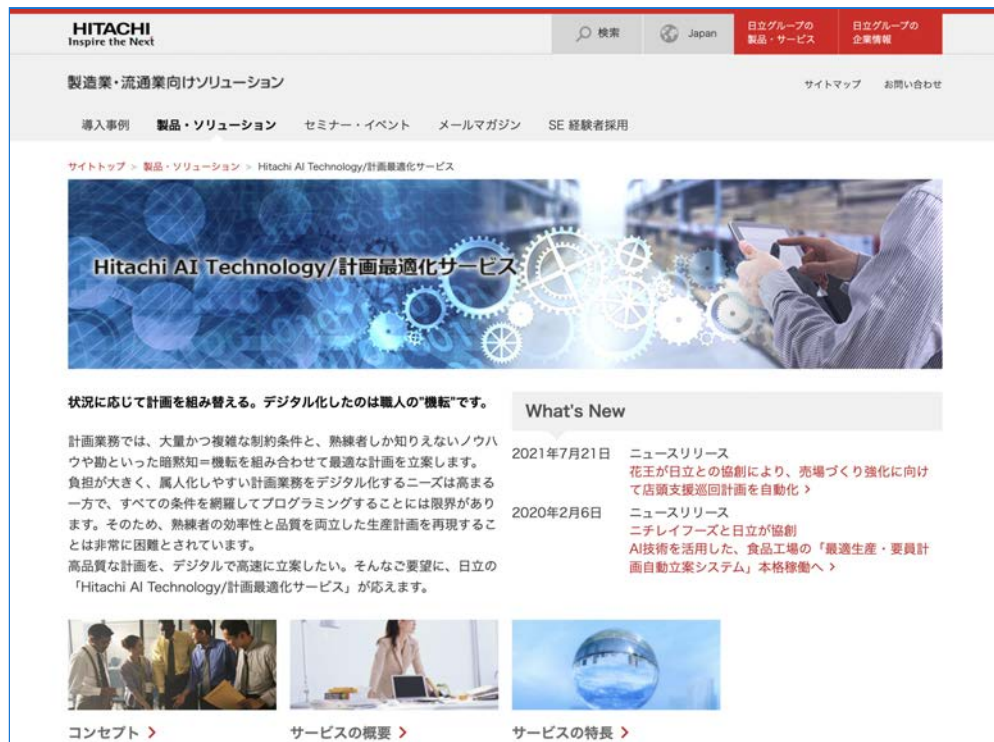 HITACHI
Inspire the Next
検索
Japan
日立グループの
製品・サービス
日立グループの
企業情報
製造業・流通業向けソリューション
サイトマップ
お問い合わせ
導入事例
製品・ソリューション
セミナー・イベント
メールマガジン
SE 経験者採用
サイトトップ > 製品・ソリューション > Hitachi AI Technology/計画最適化サービス
Hitachi AI Technology/計画最適化サービス
状況に応じて計画を組み替える。デジタル化したのは職人の"機転"です。
計画業務では、大量かつ複雑な制約条件と、熟練者しか知りえないノウハ
ウや勘といった暗黙知＝機転を組み合わせて最適な計画を立案します。
負担が大きく、属人化しやすい計画業務をデジタル化するニーズは高まる
一方で、すべての条件を網羅してプログラミングすることには限界があり
ます。そのため、熟練者の効率性と品質を両立した生産計画を再現するこ
とは非常に困難とされています。
高品質な計画を、デジタルで高速に立案したい。そんなご要望に、日立の
「Hitachi AI Technology/計画最適化サービス」が応えます。
What's New
2021年7月21日
ニュースリリース
花王が日立との協創により、売場づくり強化に向け
て店頭支援巡回計画を自動化 >
2020年2月6日
ニュースリリース
ニチレイフーズと日立が協創
AI技術を活用した、食品工場の「最適生産・要員計
画自動立案システム」本格稼働へ >
コンセプト >
サービスの概要 >
サービスの特長 >